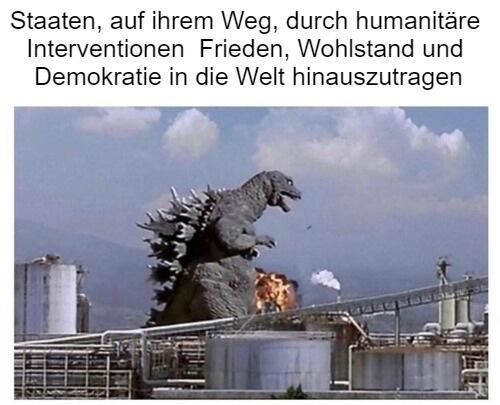 Staaten, auf ihrem Weg, durch humanitäre
Interventionen  Frieden, Wohlstand und
Demokratie in die Welt hinauszutragen